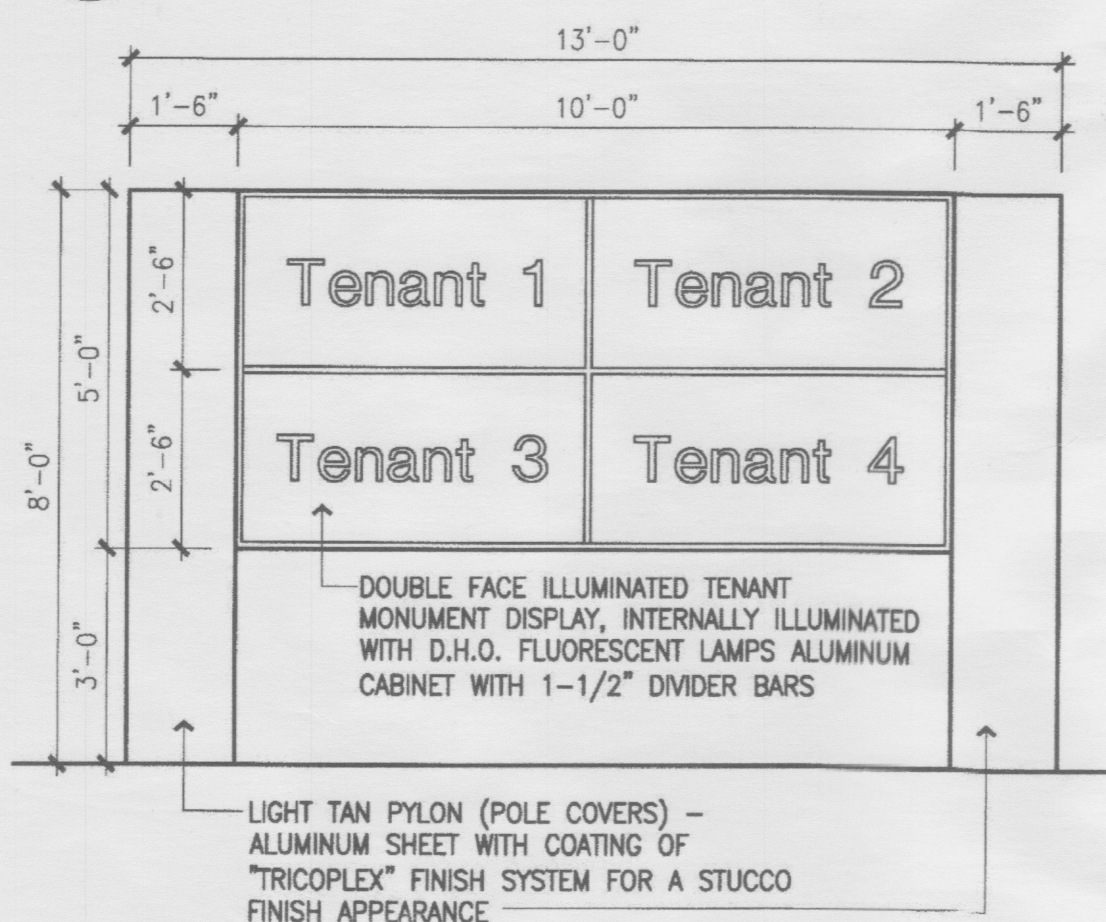 13'-0"
1'-6" 10'-0" 1'-6"
Tenant 1 Tenant 2
2'-6"
5'-0"
8'-0"
Tenant 3 Tenant 4
2'-6"
3'-0"
DOUBLE FACE ILLUMINATED TENANT
MONUMENT DISPLAY, INTERNALLY ILLUMINATED
WITH D.H.O. FLUORESCENT LAMPS ALUMINUM
CABINET WITH 1-1/2" DIVIDER BARS
LIGHT TAN PYLON (POLE COVERS) –
ALUMINUM SHEET WITH COATING OF
"TRICOPLEX" FINISH SYSTEM FOR A STUCCO
FINISH APPEARANCE